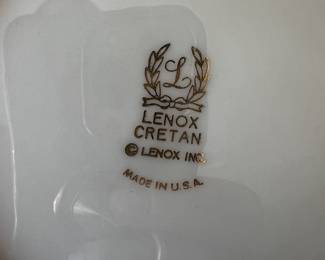 L
LENOX
CRETAN
© LENOX INC.
MADE IN U.S.A.